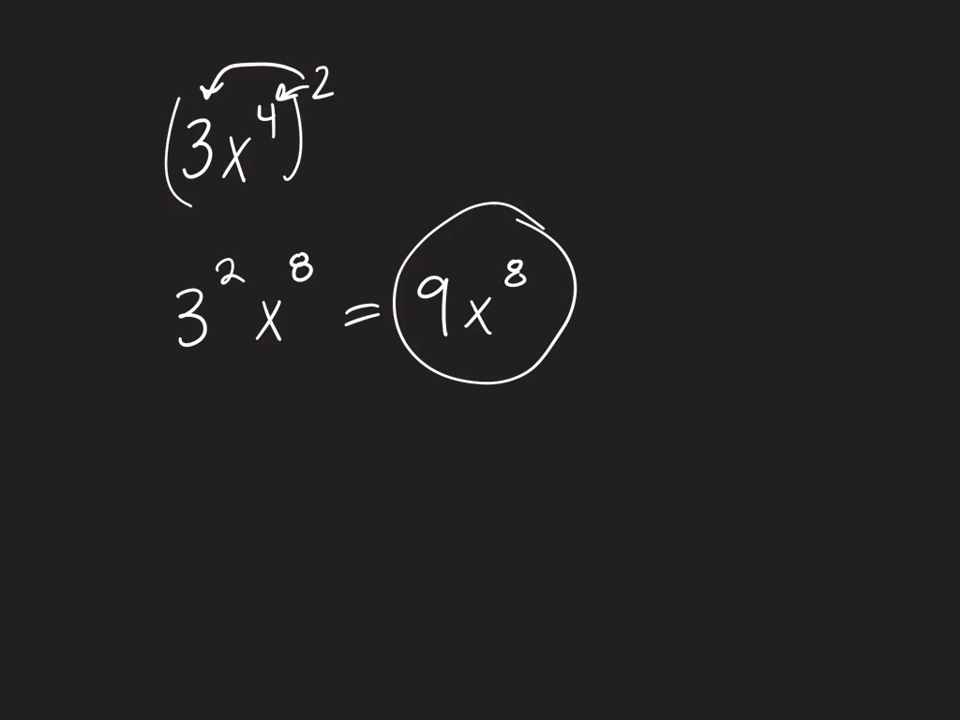 (3x⁴)²
3²x⁸ = 9x⁸